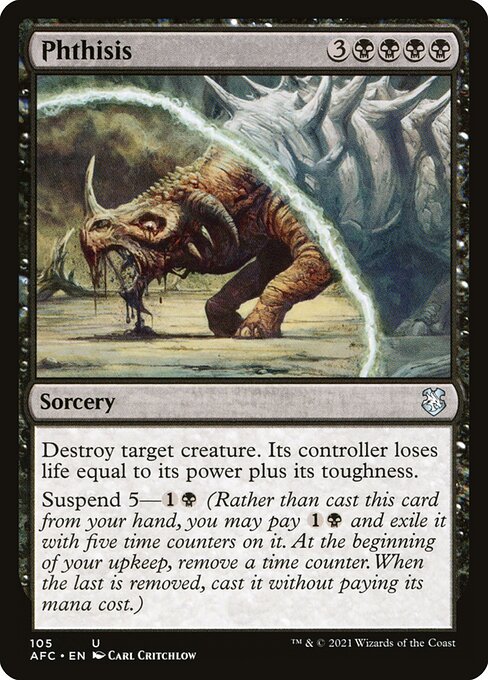 Phthisis 3
Sorcery
Destroy target creature. Its controller loses
life equal to its power plus its toughness.
Suspend 5—1 (Rather than cast this card
from your hand, you may pay 1 and exile it
with five time counters on it. At the beginning
of your upkeep, remove a time counter. When
the last is removed, cast it without paying its
mana cost.)
105 U
AFC • EN Carl Critchlow
™ & © 2021 Wizards of the Coast